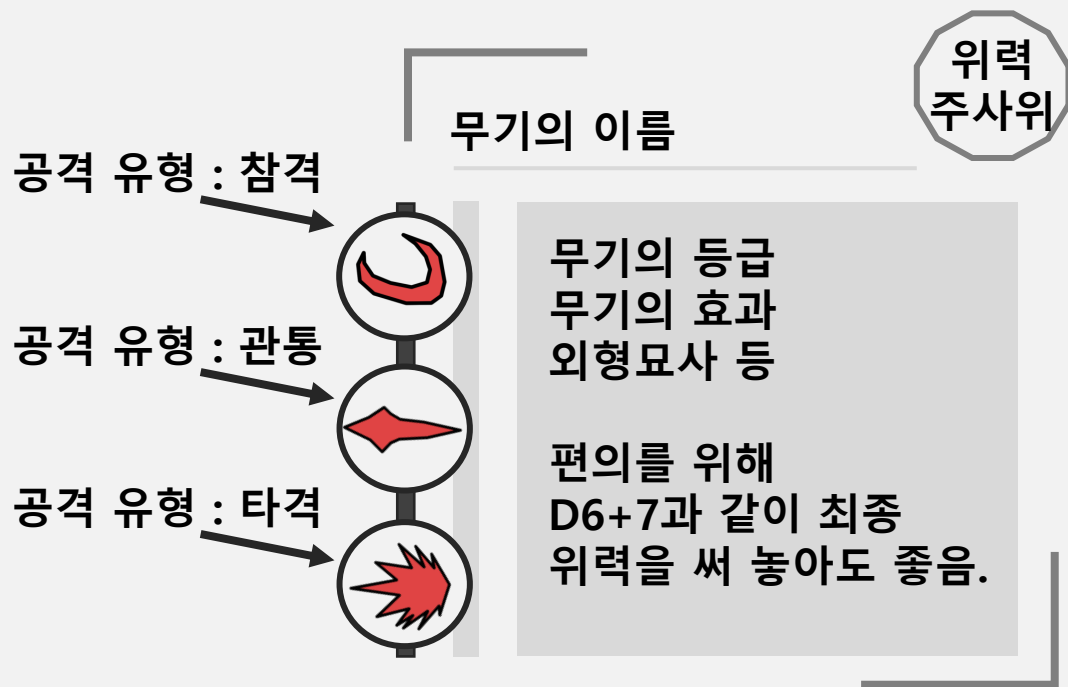 위력
주사위
무기의 이름
공격 유형 : 참격
공격 유형 : 관통
공격 유형 : 타격
무기의 등급
무기의 효과
외형묘사 등
편의를 위해
D6+7과 같이 최종
위력을 써 놓아도 좋음.